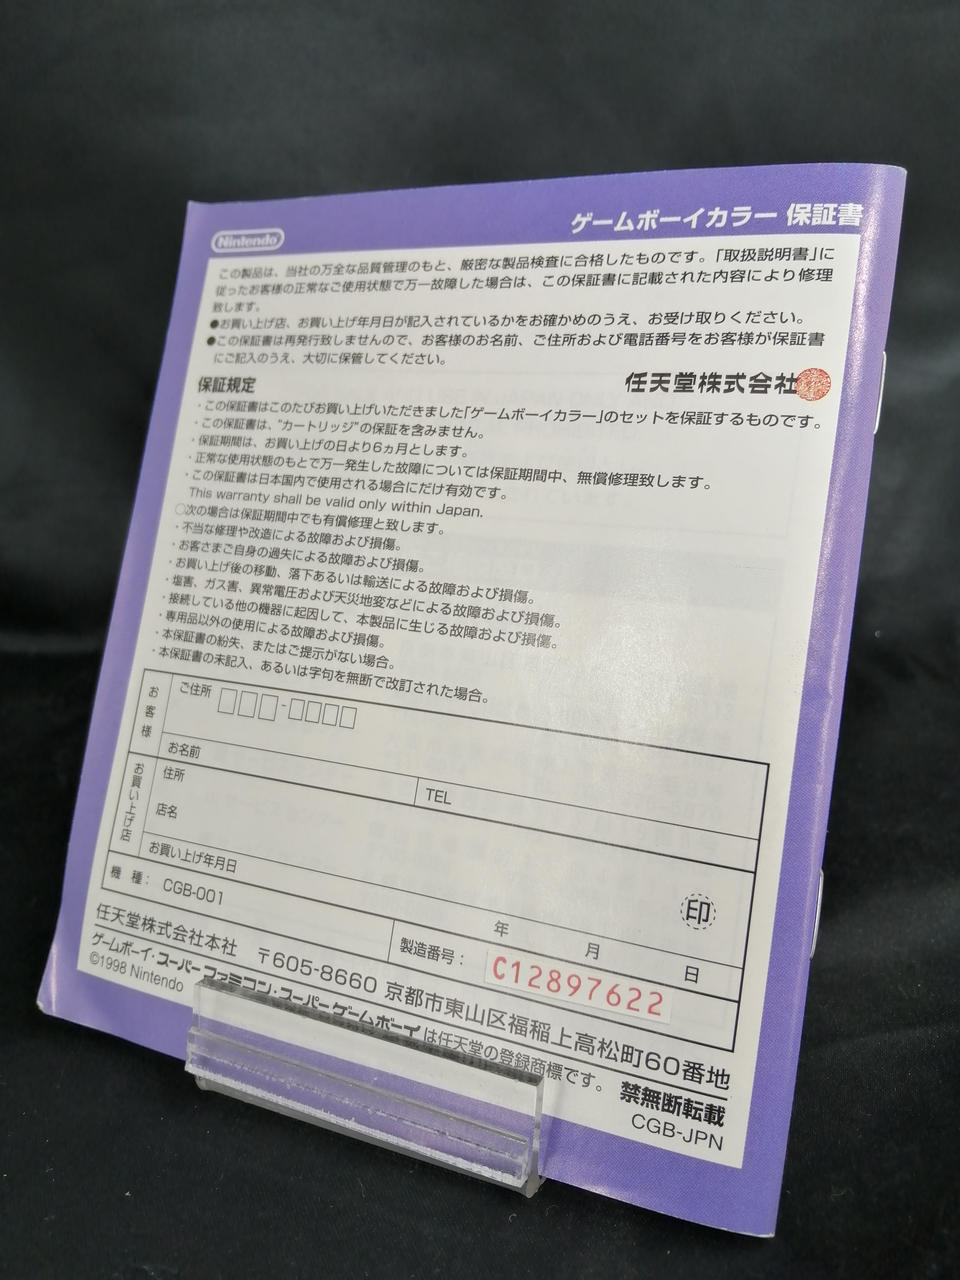 Nintendo
ゲームボーイカラー 保証書
この製品は、当社の万全な品質管理のもと、厳密な製品検査に合格したものです。「取扱説明書」に
従ったお客様の正常なご使用状態で万一故障した場合は、この保証書に記載された内容により修理
致します。
●お買い上げ店、お買い上げ年月日が記入されているかをお確かめのうえ、お受け取りください。
●この保証書は再発行致しませんので、お客様のお名前、ご住所および電話番号をお客様が保証書
にご記入のうえ、大切に保管してください。
任天堂株式会社
保証規定
・この保証書はこのたびお買い上げいただきました「ゲームボーイカラー」のセットを保証するものです。
・この保証書は、"カートリッジ"の保証を含みません。
・保証期間は、お買い上げの日より6ヵ月とします。
・正常な使用状態のもとで万一発生した故障については保証期間中、無償修理致します。
・この保証書は日本国内で使用される場合にだけ有効です。
This warranty shall be valid only within Japan.
○次の場合は保証期間中でも有償修理と致します。
・不当な修理や改造による故障および損傷。
・お客さまご自身の過失による故障および損傷。
・お買い上げ後の移動、落下あるいは輸送による故障および損傷。
・塩害、ガス害、異常電圧および天災地変などによる故障および損傷。
・接続している他の機器に起因して、本製品に生じる故障および損傷。
・専用品以外の使用による故障および損傷。
・本保証書の紛失、またはご提示がない場合。
・本保証書の未記入、あるいは字句を無断で改訂された場合。
お客様
ご住所
お名前
TEL
お買い上げ店
住所
店名
印
お買い上げ年月日
年 月 日
機 種： CGB-001
製造番号： C12897622
任天堂株式会社本社 〒605-8660 京都市東山区福稲上高松町60番地
ゲームボーイ・スーパーファミコン・スーパーゲームボーイは任天堂の登録商標です。
©1998 Nintendo
禁無断転載
CGB-JPN